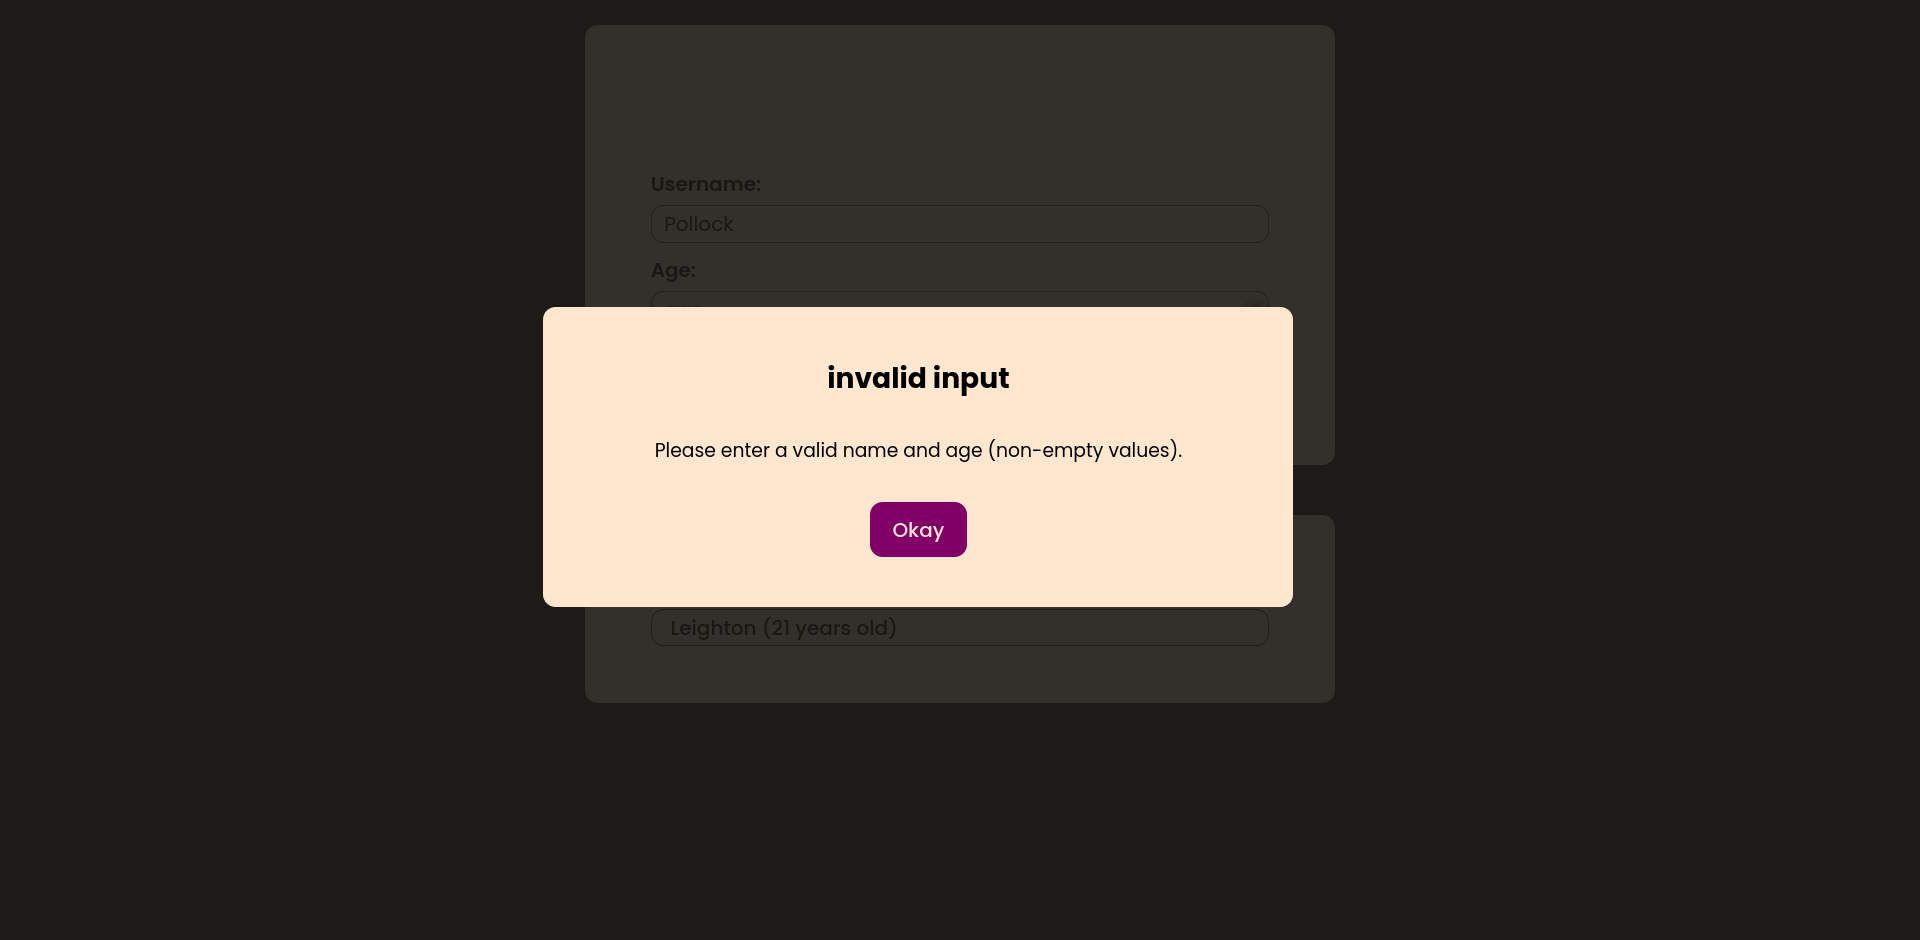 Username:
Pollock
Age:
invalid input
Please enter a valid name and age (non-empty values).
Okay
Leighton (21 years old)